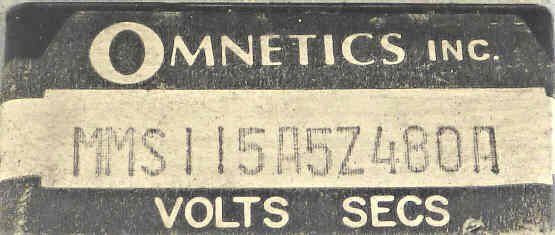 OMNETICS INC.
MMS115A5Z480A
VOLTS SECS